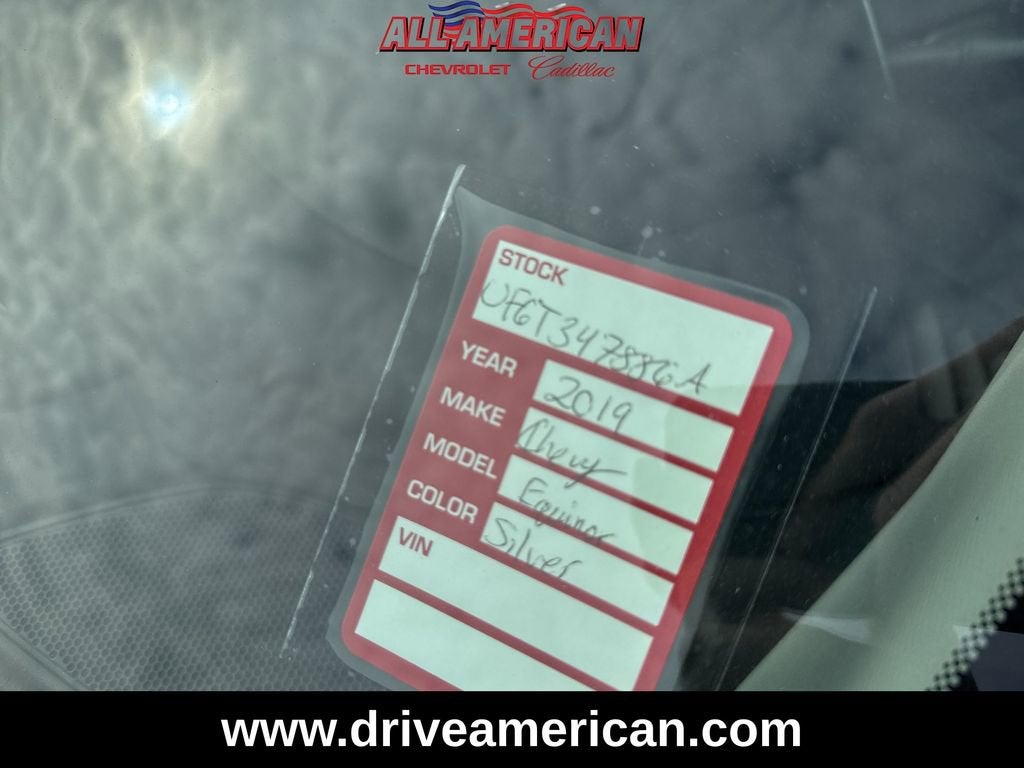 ALL AMERICAN
CHEVROLET Cadillac
STOCK
UF6T347886A
YEAR 2019
MAKE Chevy
MODEL Equinox
COLOR Silver
VIN
www.driveamerican.com